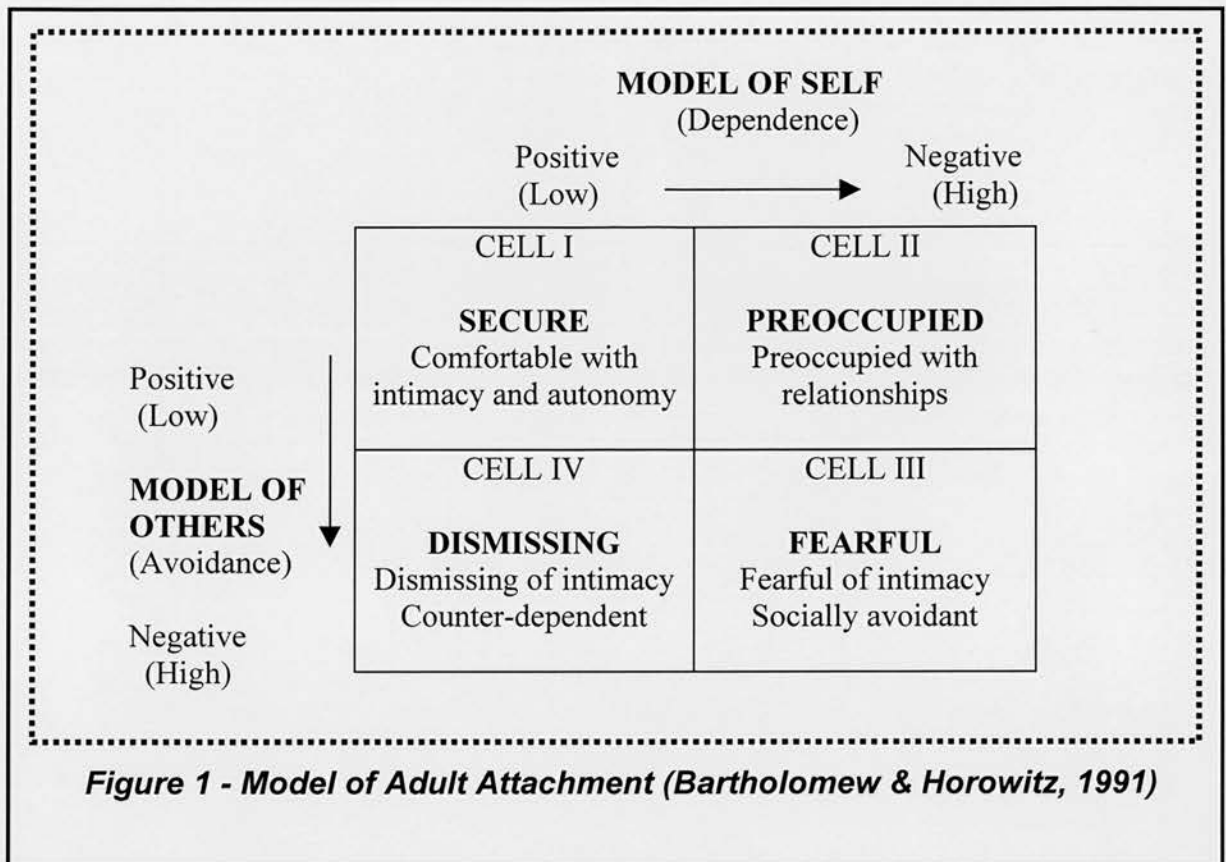 MODEL OF SELF
(Dependence)
Positive Negative
(Low) (High)
CELL I CELL II
SECURE PREOCCUPIED
Comfortable with Preoccupied with
intimacy and autonomy relationships
Positive
(Low)
CELL IV CELL III
MODEL OF
OTHERS
(Avoidance)
DISMISSING FEARFUL
Dismissing of intimacy Fearful of intimacy
Counter-dependent Socially avoidant
Negative
(High)
Figure 1 - Model of Adult Attachment (Bartholomew & Horowitz, 1991)